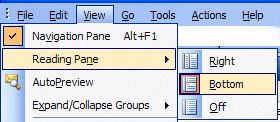 File Edit View Go Tools Actions Help
Navigation Pane Alt+F1
Reading Pane
Right
AutoPreview
Bottom
Expand/Collapse Groups
Off